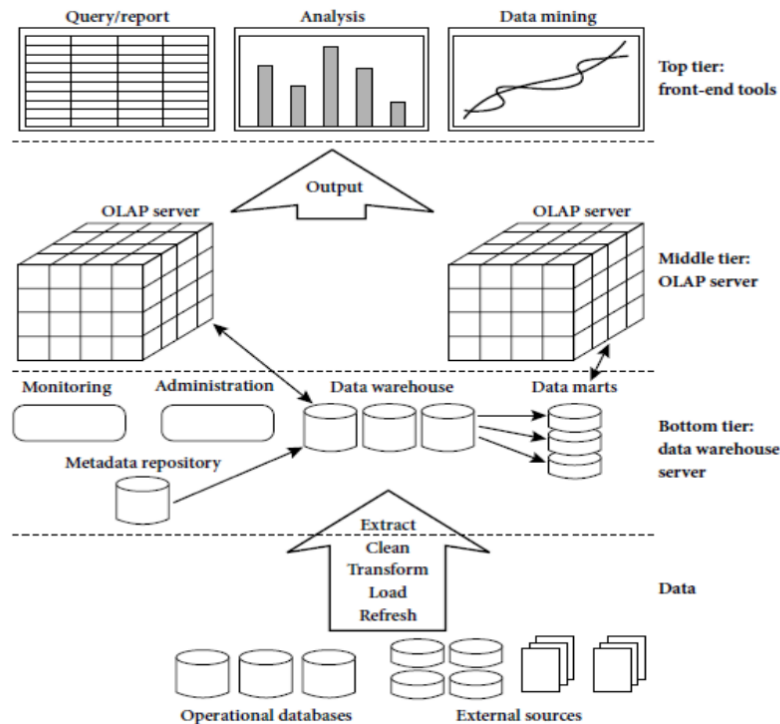 Query/report
Analysis
Data mining
Top tier:
front-end tools
Output
OLAP server
OLAP server
Middle tier:
OLAP server
Monitoring
Administration
Data warehouse
Data marts
Bottom tier:
data warehouse
server
Metadata repository
Extract
Clean
Transform
Load
Refresh
Data
Operational databases
External sources